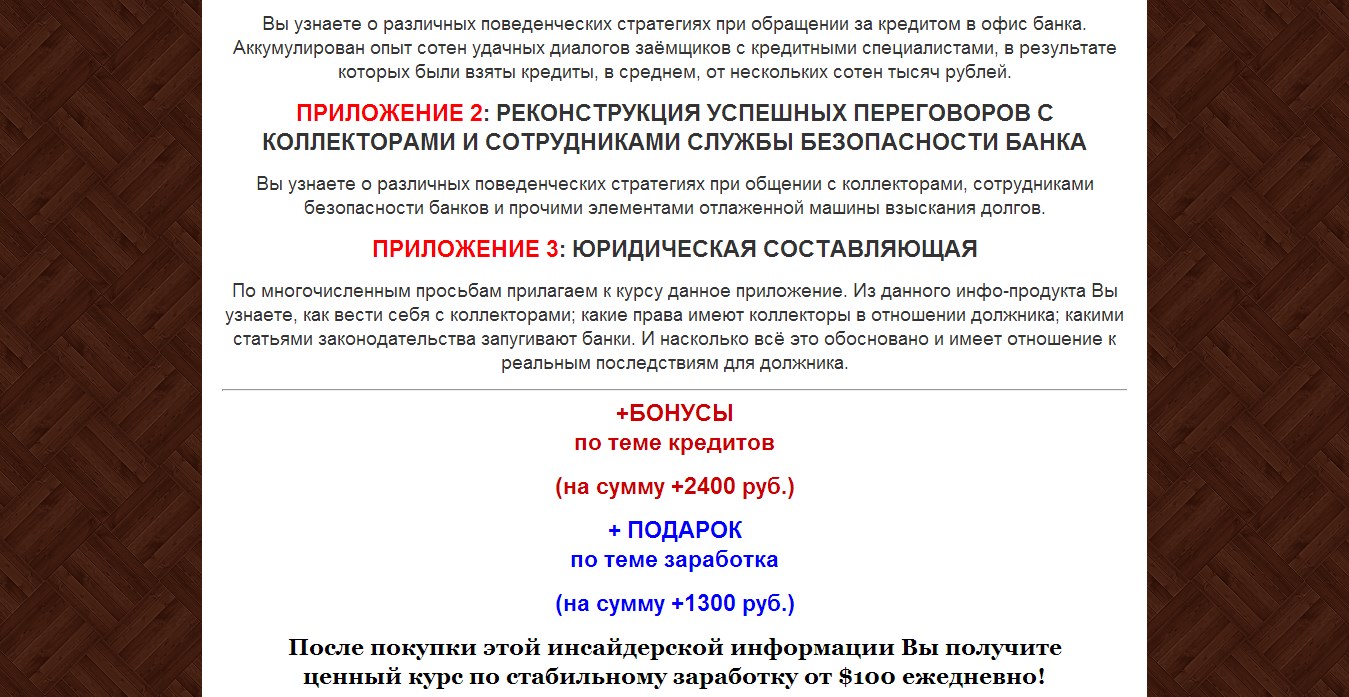 Вы узнаете о различных поведенческих стратегиях при обращении за кредитом в офис банка.
Аккумулирован опыт сотен удачных диалогов заёмщиков с кредитными специалистами, в результате
которых были взяты кредиты, в среднем, от нескольких сотен тысяч рублей.
ПРИЛОЖЕНИЕ 2: РЕКОНСТРУКЦИЯ УСПЕШНЫХ ПЕРЕГОВОРОВ С
КОЛЛЕКТОРАМИ И СОТРУДНИКАМИ СЛУЖБЫ БЕЗОПАСНОСТИ БАНКА
Вы узнаете о различных поведенческих стратегиях при общении с коллекторами, сотрудниками
безопасности банков и прочими элементами отлаженной машины взыскания долгов.
ПРИЛОЖЕНИЕ 3: ЮРИДИЧЕСКАЯ СОСТАВЛЯЮЩАЯ
По многочисленным просьбам прилагаем к курсу данное приложение. Из данного инфо-продукта Вы
узнаете, как вести себя с коллекторами; какие права имеют коллекторы в отношении должника; какими
статьями законодательства запугивают банки. И насколько всё это обосновано и имеет отношение к
реальным последствиям для должника.
+БОНУСЫ
по теме кредитов
(на сумму +2400 руб.)
+ ПОДАРОК
по теме заработка
(на сумму +1300 руб.)
После покупки этой инсайдерской информации Вы получите
ценный курс по стабильному заработку от $100 ежедневно!